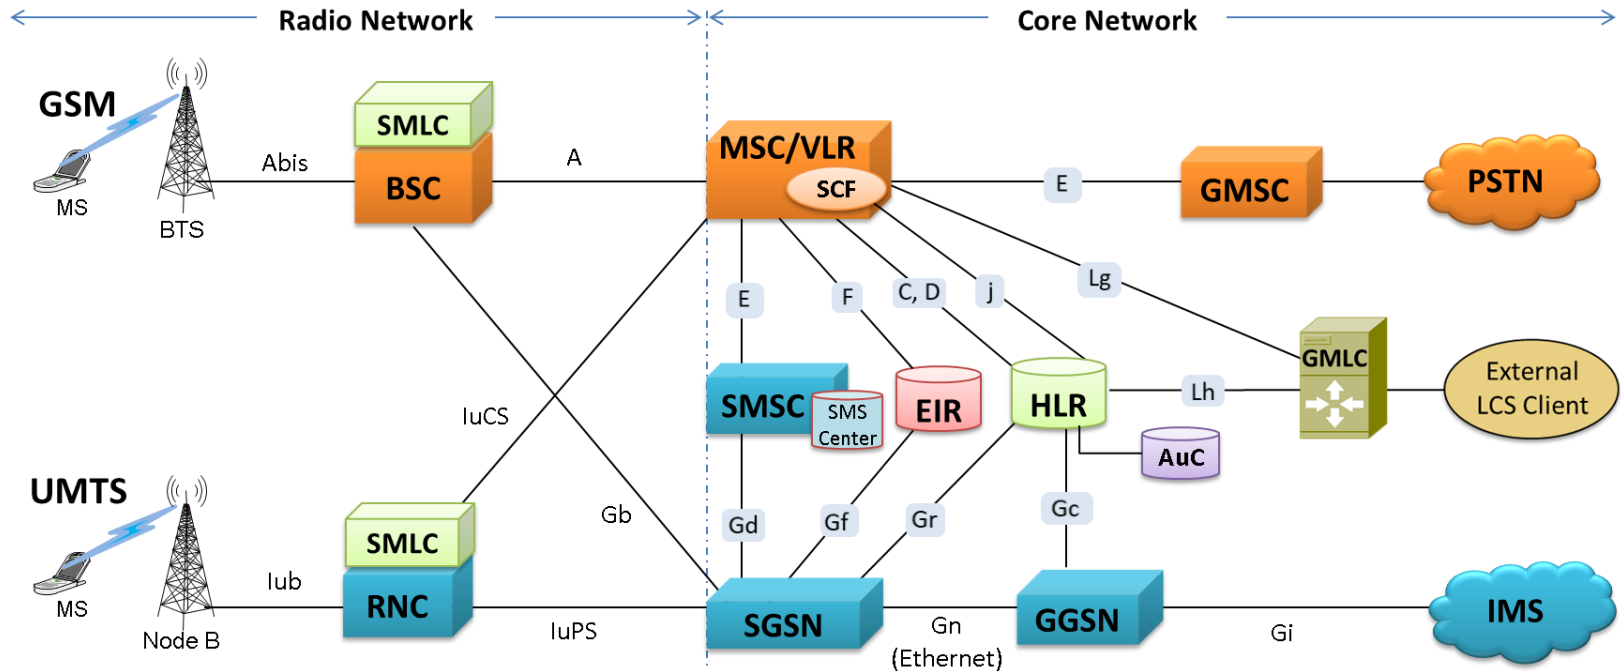 Radio Network
Core Network
GSM
SMLC
MSC/VLR
SCF
BSC
Abis
A
E
GMSC
PSTN
MS
BTS
E
F
C, D
j
Lg
GMLC
SMSC
SMS
Center
EIR
HLR
Lh
External
LCS Client
IuCS
AuC
UMTS
Gb
Gd
Gf
Gr
Gc
SMLC
RNC
Iub
IuPS
SGSN
Gn
(Ethernet)
GGSN
Gi
IMS
MS
Node B